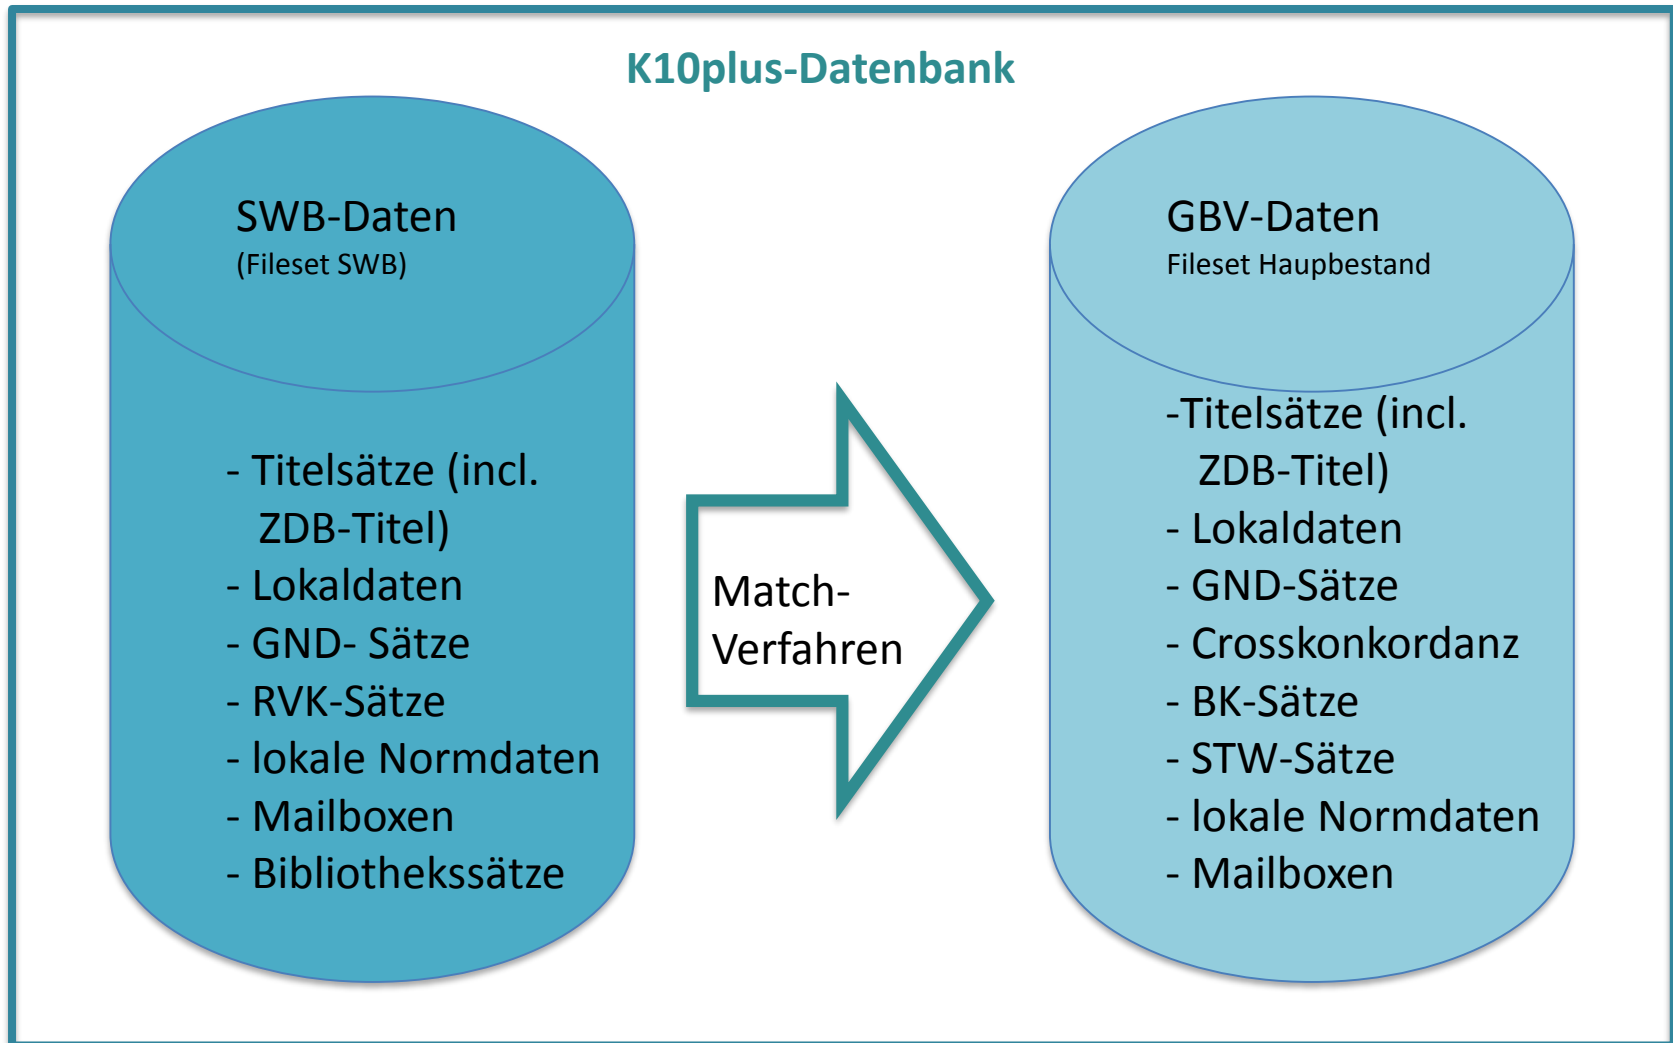 K10plus-Datenbank
SWB-Daten
(Fileset SWB)
- Titelsätze (incl.
ZDB-Titel)
- Lokaldaten
- GND- Sätze
- RVK-Sätze
- lokale Normdaten
- Mailboxen
- Bibliothekssätze
Match-
Verfahren
GBV-Daten
Fileset Haupbestand
-Titelsätze (incl.
ZDB-Titel)
- Lokaldaten
- GND-Sätze
- Crosskonkordanz
- BK-Sätze
- STW-Sätze
- lokale Normdaten
- Mailboxen